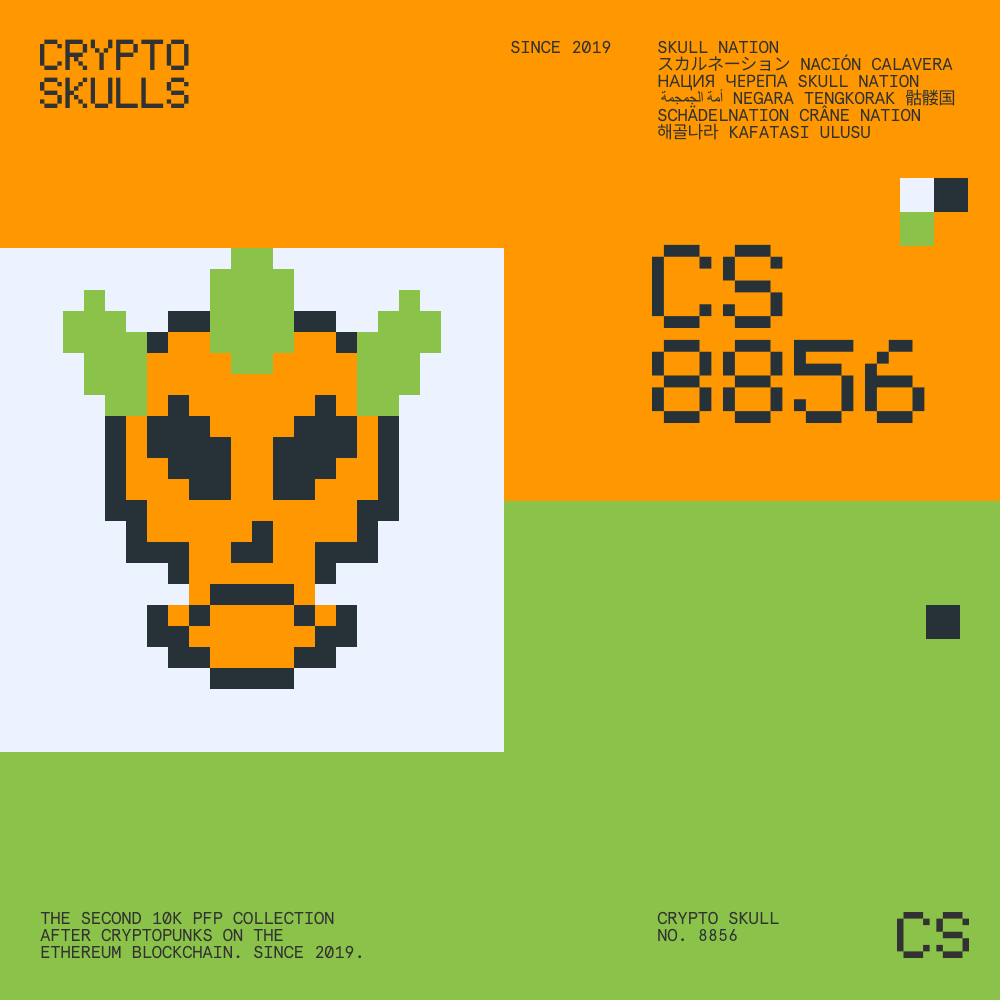 CRYPTO
SKULLS
SINCE 2019
SKULL NATION
スカルネーション NACIÓN CALAVERA
НАЦИЯ ЧЕРЕПА SKULL NATION
أمة الجمجمة NEGARA TENGKORAK 骷髅国
SCHÄDELNATION CRÂNE NATION
해골나라 KAFATASI ULUSU
CS
8856
THE SECOND 10K PFP COLLECTION
AFTER CRYPTOPUNKS ON THE
ETHEREUM BLOCKCHAIN. SINCE 2019.
CRYPTO SKULL
NO. 8856
CS